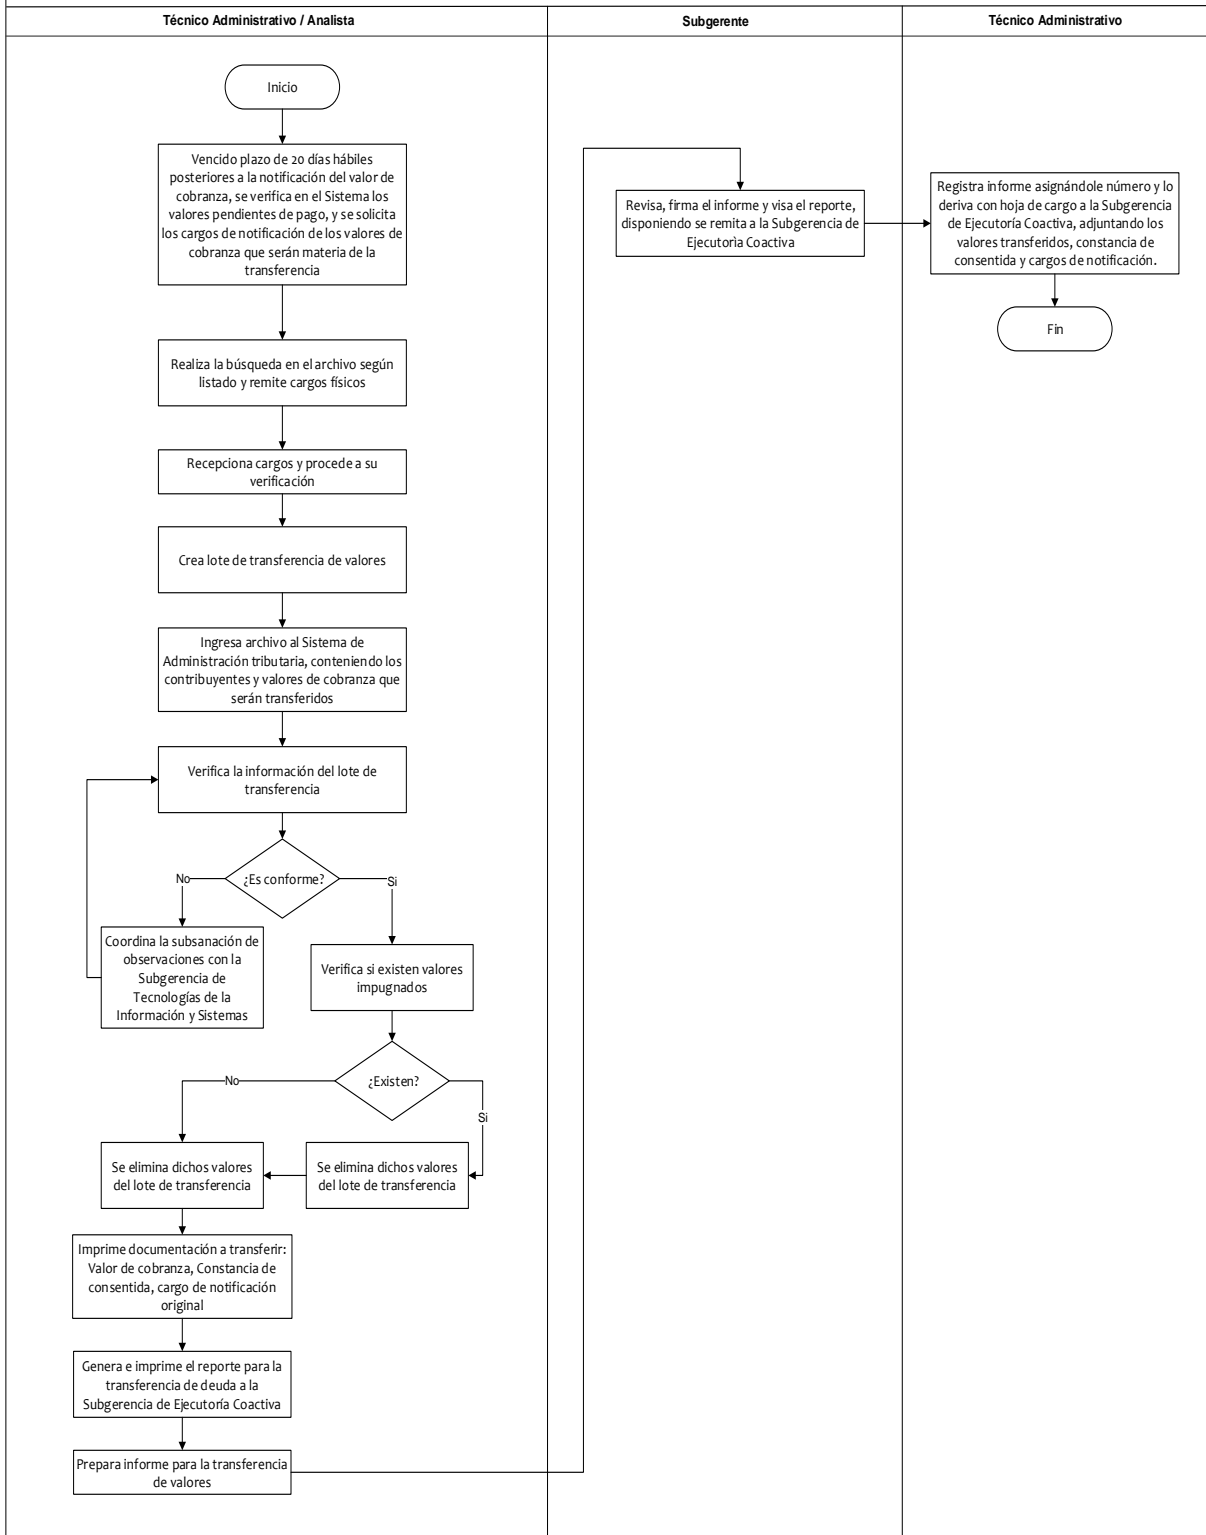 Técnico Administrativo / Analista
Subgerente
Técnico Administrativo
Inicio
Vencido plazo de 20 días hábiles
posteriores a la notificación del valor de
cobranza, se verifica en el Sistema los
valores pendientes de pago, y se solicita
los cargos de notificación de los valores de
cobranza que serán materia de la
transferencia
Realiza la búsqueda en el archivo según
listado y remite cargos físicos
Recepciona cargos y procede a su
verificación
Crea lote de transferencia de valores
Ingresa archivo al Sistema de
Administración tributaria, conteniendo los
contribuyentes y valores de cobranza que
serán transferidos
Verifica la información del lote de
transferencia
¿Es conforme?
No
Si
Coordina la subsanación de
observaciones con la
Subgerencia de
Tecnologías de la
Información y Sistemas
Verifica si existen valores
impugnados
¿Existen?
No
Si
Se elimina dichos valores
del lote de transferencia
Se elimina dichos valores
del lote de transferencia
Imprime documentación a transferir:
Valor de cobranza, Constancia de
consentida, cargo de notificación
original
Genera e imprime el reporte para la
transferencia de deuda a la
Subgerencia de Ejecutoría Coactiva
Prepara informe para la transferencia
de valores
Revisa, firma el informe y visa el reporte,
disponiendo se remita a la Subgerencia de
Ejecutorìa Coactiva
Registra informe asignándole número y lo
deriva con hoja de cargo a la Subgerencia
de Ejecutoría Coactiva, adjuntando los
valores transferidos, constancia de
consentida y cargos de notificación.
Fin